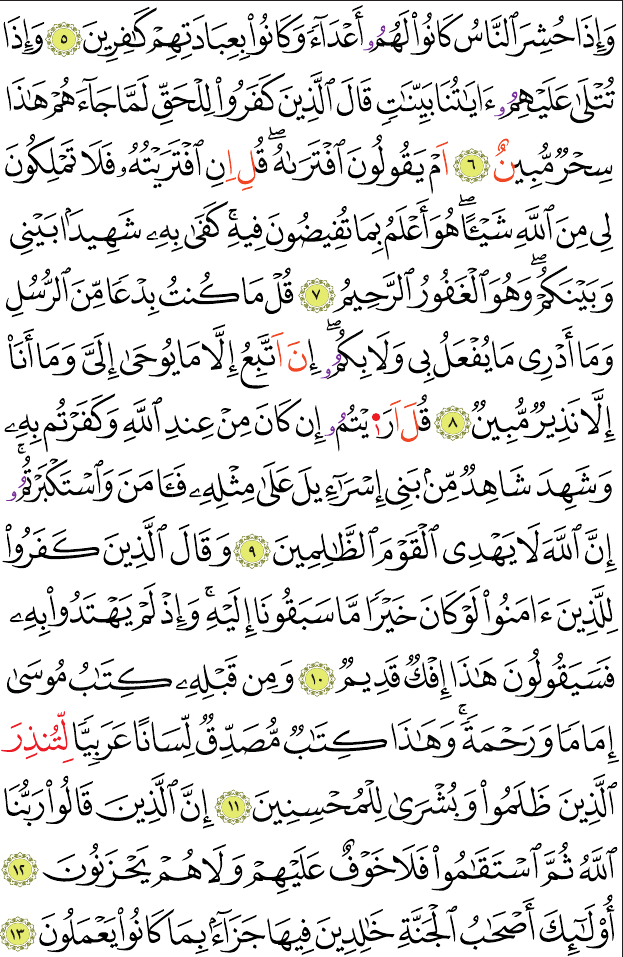 وَإِذَا حُشِرَ ٱلنَّاسُ كَانُوا۟ لَهُمُۥ أَعْدَآءً وَكَانُوا۟ بِعِبَادَتِهِمْ كَٰفِرِينَ ٥ وَإِذَا
تُتْلَىٰ عَلَيْهِمُۥ ءَايَٰتُنَا بَيِّنَٰتٍ قَالَ ٱلَّذِينَ كَفَرُوا۟ لِلْحَقِّ لَمَّا جَآءَهُمْ هَٰذَا
سِحْرٌ مُّبِينٌ ٦ اَمْ يَقُولُونَ ٱفْتَرَىٰهُۖ قُلِ اِنِ ٱفْتَرَيْتُهُۥ فَلَا تَمْلِكُونَ
لِى مِنَ ٱللَّهِ شَيْـًٔاۖ هُوَ أَعْلَمُ بِمَا تُفِيضُونَ فِيهِۚ كَفَىٰ بِهِۦ شَهِيدًۢا بَيْنِى
وَبَيْنَكُمْۖ وَهُوَ ٱلْغَفُورُ ٱلرَّحِيمُ ٧ قُلْ مَا كُنتُ بِدْعًا مِّنَ ٱلرُّسُلِ
وَمَا أَدْرِى مَا يُفْعَلُ بِى وَلَا بِكُمُۥۖ إِنَ اَتَّبِعُ إِلَّا مَا يُوحَىٰ إِلَىَّ وَمَا أَنَا۠
إِلَّا نَذِيرٌ مُّبِينٌ ٨ قُلَ اَرَ•يْتُمُۥ إِن كَانَ مِنْ عِندِ ٱللَّهِ وَكَفَرْتُم بِهِۦ
وَشَهِدَ شَاهِدٌ مِّنۢ بَنِى إِسْرَآءِيلَ عَلَىٰ مِثْلِهِۦ فَـَٔامَنَ وَٱسْتَكْبَرْتُمُۥۚ
إِنَّ ٱللَّهَ لَا يَهْدِى ٱلْقَوْمَ ٱلظَّٰلِمِينَ ٩ وَقَالَ ٱلَّذِينَ كَفَرُوا۟
لِلَّذِينَ ءَامَنُوا۟ لَوْ كَانَ خَيْرًا مَّا سَبَقُونَا إِلَيْهِۚ وَإِذْ لَمْ يَهْتَدُوا۟ بِهِۦ
فَسَيَقُولُونَ هَٰذَا إِفْكٌ قَدِيمٌ ١٠ وَمِن قَبْلِهِۦ كِتَٰبُ مُوسَىٰ
إِمَامًا وَرَحْمَةًۚ وَهَٰذَا كِتَٰبٌ مُّصَدِّقٌ لِّسَانًا عَرَبِيًّا لِّتُنذِرَ
ٱلَّذِينَ ظَلَمُوا۟ وَبُشْرَىٰ لِلْمُحْسِنِينَ ١١ إِنَّ ٱلَّذِينَ قَالُوا۟ رَبُّنَا
ٱللَّهُ ثُمَّ ٱسْتَقَٰمُوا۟ فَلَا خَوْفٌ عَلَيْهِمْ وَلَا هُمْ يَحْزَنُونَ ١٢
أُو۟لَٰٓئِكَ أَصْحَٰبُ ٱلْجَنَّةِ خَٰلِدِينَ فِيهَا جَزَآءًۢ بِمَا كَانُوا۟ يَعْمَلُونَ ١٣